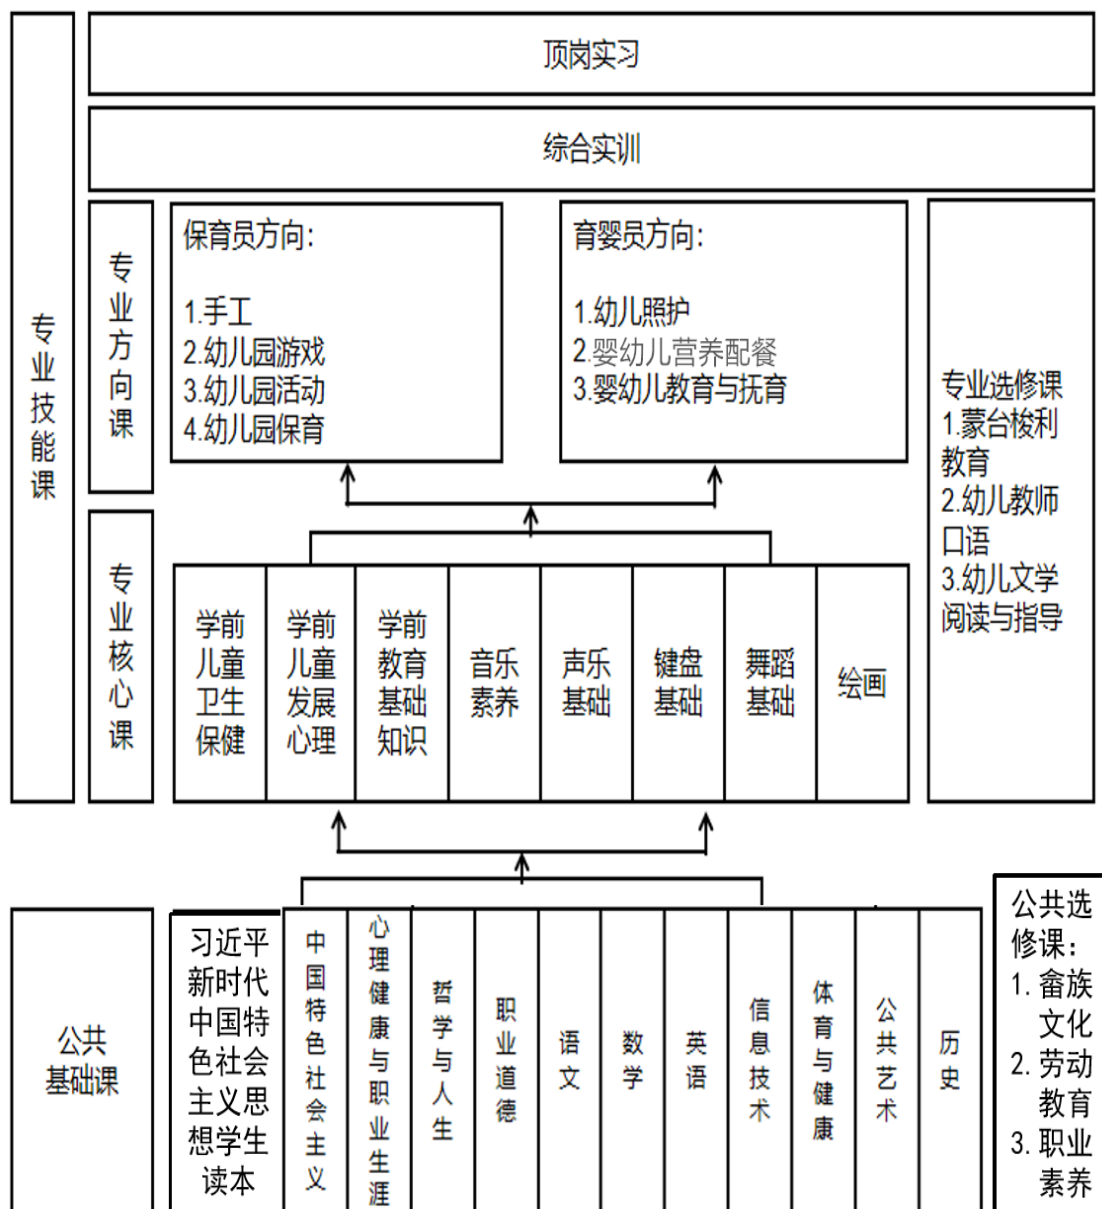 顶岗实习
综合实训
专业技能课
专业方向课
保育员方向：
1.手工
2.幼儿园游戏
3.幼儿园活动
4.幼儿园保育
育婴员方向：
1.幼儿照护
2.婴幼儿营养配餐
3.婴幼儿教育与抚育
专业选修课
1.蒙台梭利
教育
2.幼儿教师
口语
3.幼儿文学
阅读与指导
专业核心课
学前
儿童
卫生
保健
学前
儿童
发展
心理
学前
教育
基础
知识
音乐
素养
声乐
基础
键盘
基础
舞蹈
基础
绘画
公共
基础课
习近平
新时代
中国特
色社会
主义思
想学生
读本
中国特色社会主义
心理健康与职业生涯
哲学与人生
职业道德
语文
数学
英语
信息技术
体育与健康
公共艺术
历史
公共选
修课：
1.畲族
文化
2.劳动
教育
3.职业
素养